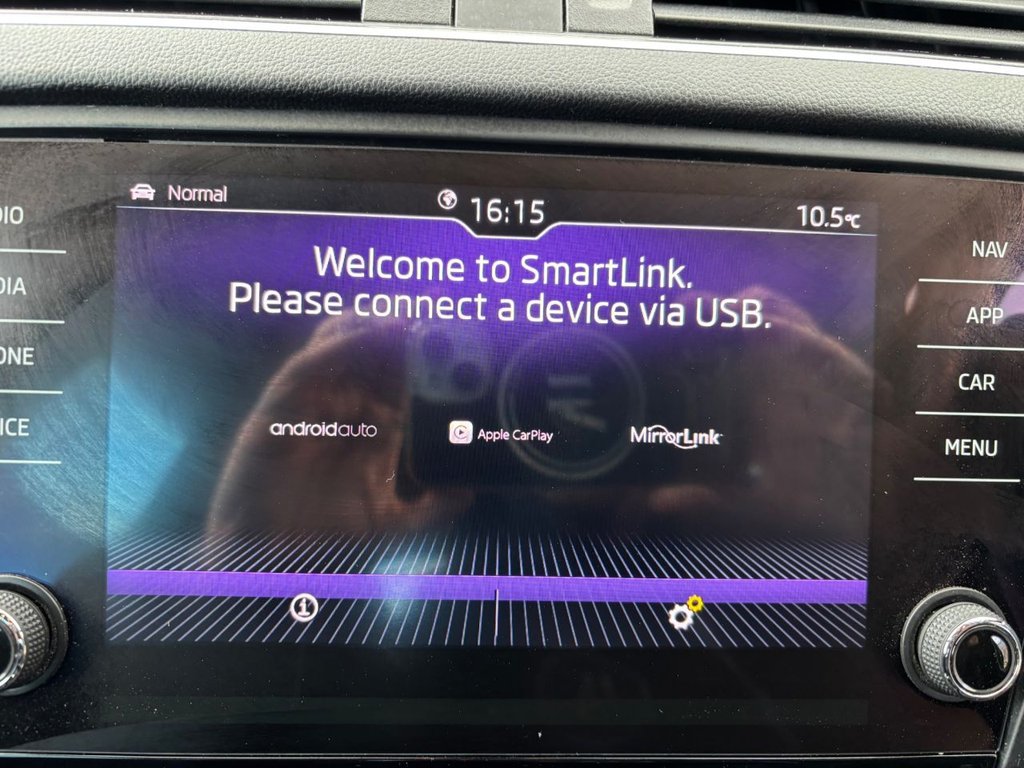 Normal
16:15
10.5°C
Welcome to SmartLink.
Please connect a device via USB.
androidauto
Apple CarPlay
MirrorLink
NAV
APP
CAR
MENU